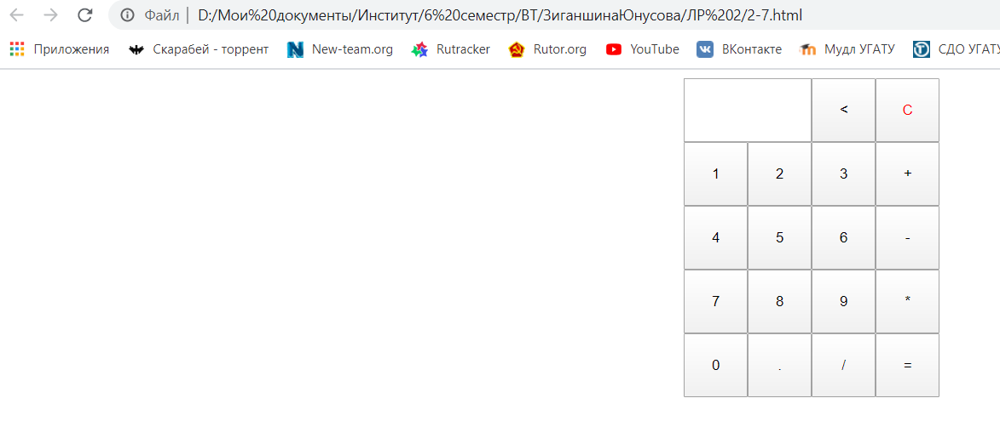 Файл | D:/Мои%20документы/Институт/6%20семестр/ВТ/ЗиганшинаЮнусова/ЛР%202/2-7.html
Приложения Скарабей - торрент New-team.org Rutracker Rutor.org YouTube ВКонтакте Мудл УГАТУ СДО УГАТУ
< C
1 2 3 +
4 5 6 -
7 8 9 *
0 . / =